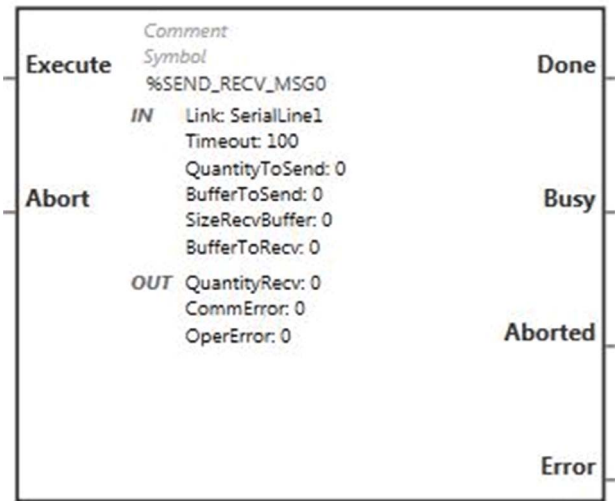 Comment
Symbol
Execute
Done
%SEND_RECV_MSG0
IN Link: SerialLine1
Timeout: 100
QuantityToSend: 0
BufferToSend: 0
Abort
Busy
SizeRecvBuffer: 0
BufferToRecv: 0
OUT QuantityRecv: 0
CommError: 0
OperError: 0
Aborted
Error